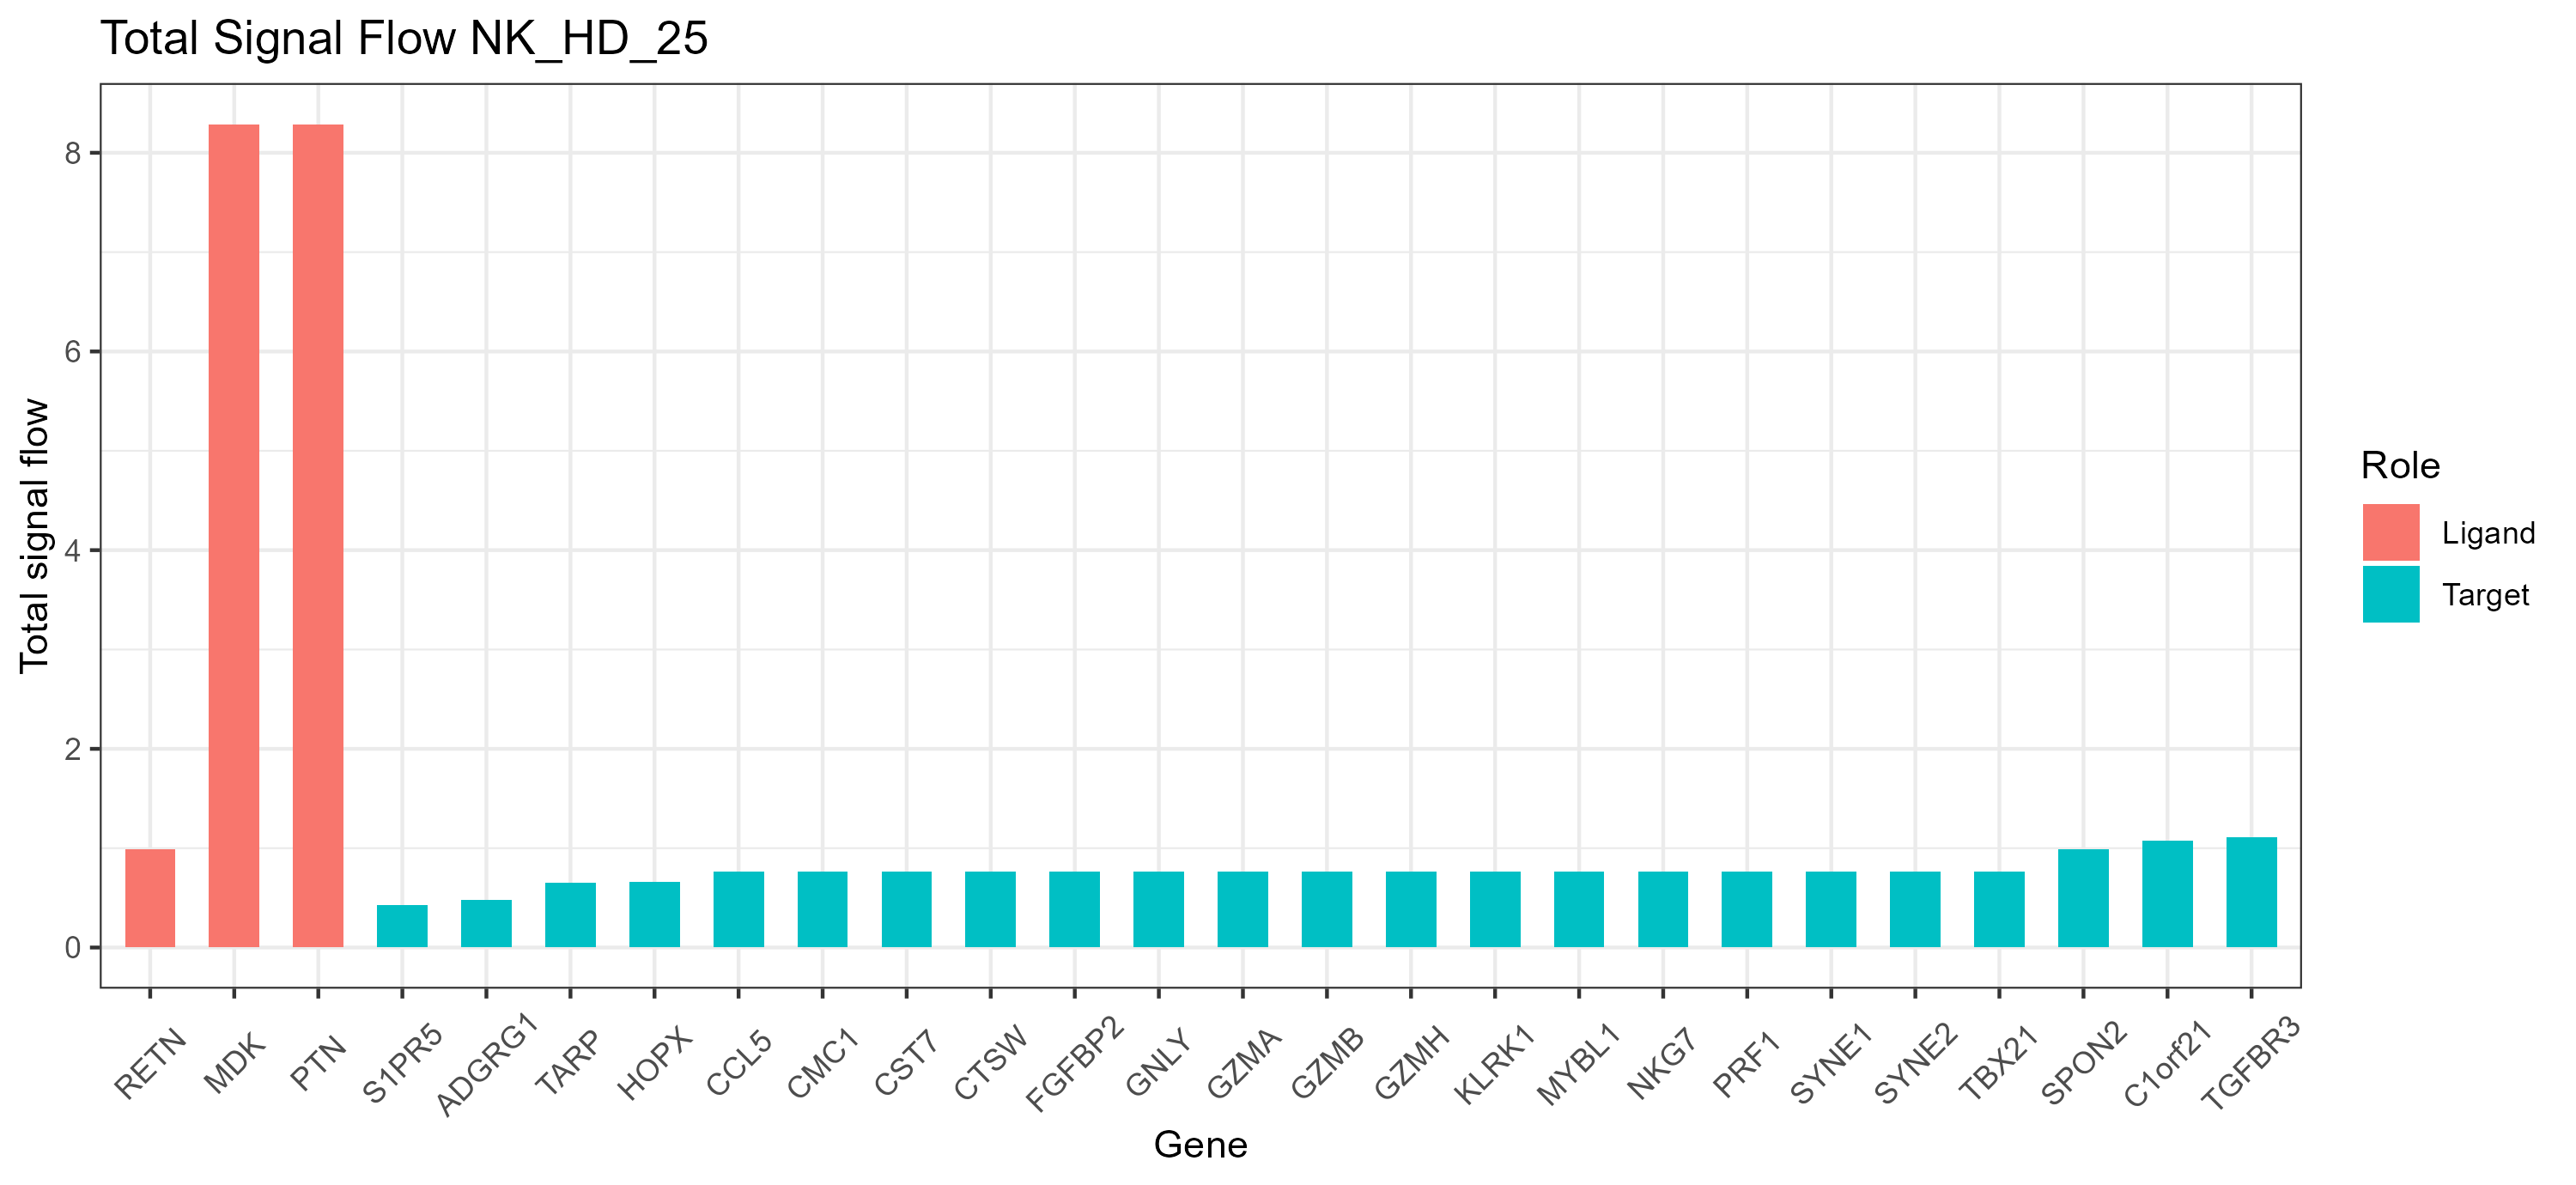 Total Signal Flow NK_HD_25
Total signal flow
8
6
4
2
0
RETN
MDK
PTN
S1PR5
ADGRG1
TARP
HOPX
CCL5
CMC1
CST7
CTSW
FGFBP2
GNLY
GZMA
GZMB
GZMH
KLRK1
MYBL1
NKG7
PRF1
SYNE1
SYNE2
TBX21
SPON2
C1orf21
TGFBR3
Gene
Role
Ligand
Target